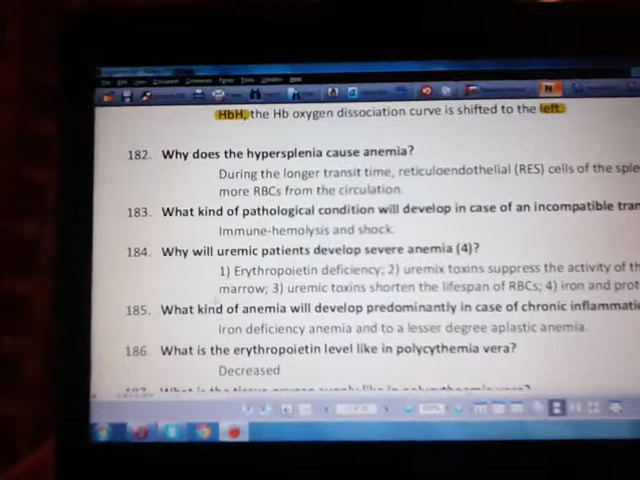 HbH, the Hb oxygen dissociation curve is shifted to the left.
182. Why does the hypersplenia cause anemia?
During the longer transit time, reticuloendothelial (RES) cells of the sple
more RBCs from the circulation.
183. What kind of pathological condition will develop in case of an incompatible tran
Immune-hemolysis and shock.
184. Why will uremic patients develop severe anemia (4)?
1) Erythropoietin deficiency; 2) uremix toxins suppress the activity of th
marrow; 3) uremic toxins shorten the lifespan of RBCs; 4) iron and prot
185. What kind of anemia will develop predominantly in case of chronic inflammatio
Iron deficiency anemia and to a lesser degree aplastic anemia.
186. What is the erythropoietin level like in polycythemia vera?
Decreased